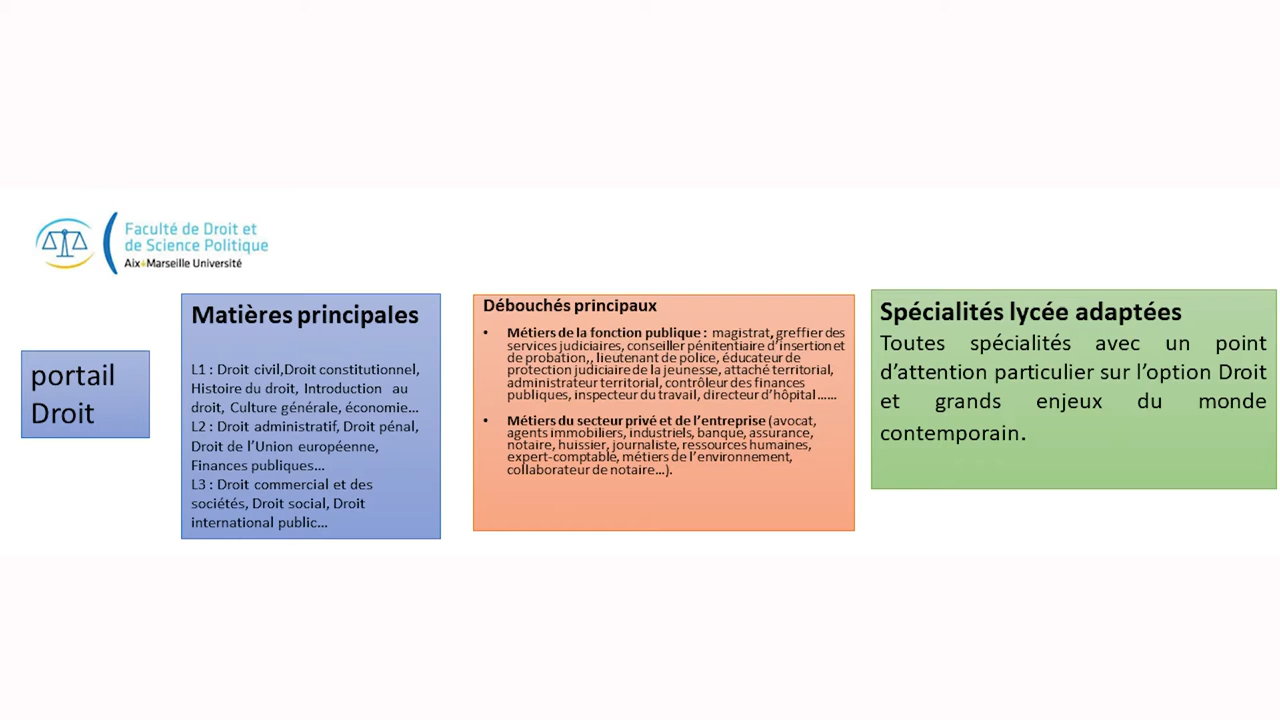 Faculté de Droit et
de Science Politique
Aix Marseille Université
portail
Droit
Matières principales
L1 : Droit civil,Droit constitutionnel,
Histoire du droit, Introduction au
droit, Culture générale, économie…
L2 : Droit administratif, Droit pénal,
Droit de l’Union européenne,
Finances publiques…
L3 : Droit commercial et des
sociétés, Droit social, Droit
international public…
Débouchés principaux
• Métiers de la fonction publique : magistrat, greffier des
services judiciaires, conseiller pénitentiaire d’insertion et
de probation,, lieutenant de police, éducateur de
protection judiciaire de la jeunesse, attaché territorial,
administrateur territorial, contrôleur des finances
publiques, inspecteur du travail, directeur d’hôpital……
• Métiers du secteur privé et de l’entreprise (avocat,
agents immobiliers, industriels, banque, assurance,
notaire, huissier, journaliste, ressources humaines,
expert-comptable, métiers de l’environnement,
collaborateur de notaire…).
Spécialités lycée adaptées
Toutes spécialités avec un point
d’attention particulier sur l’option Droit
et grands enjeux du monde
contemporain.